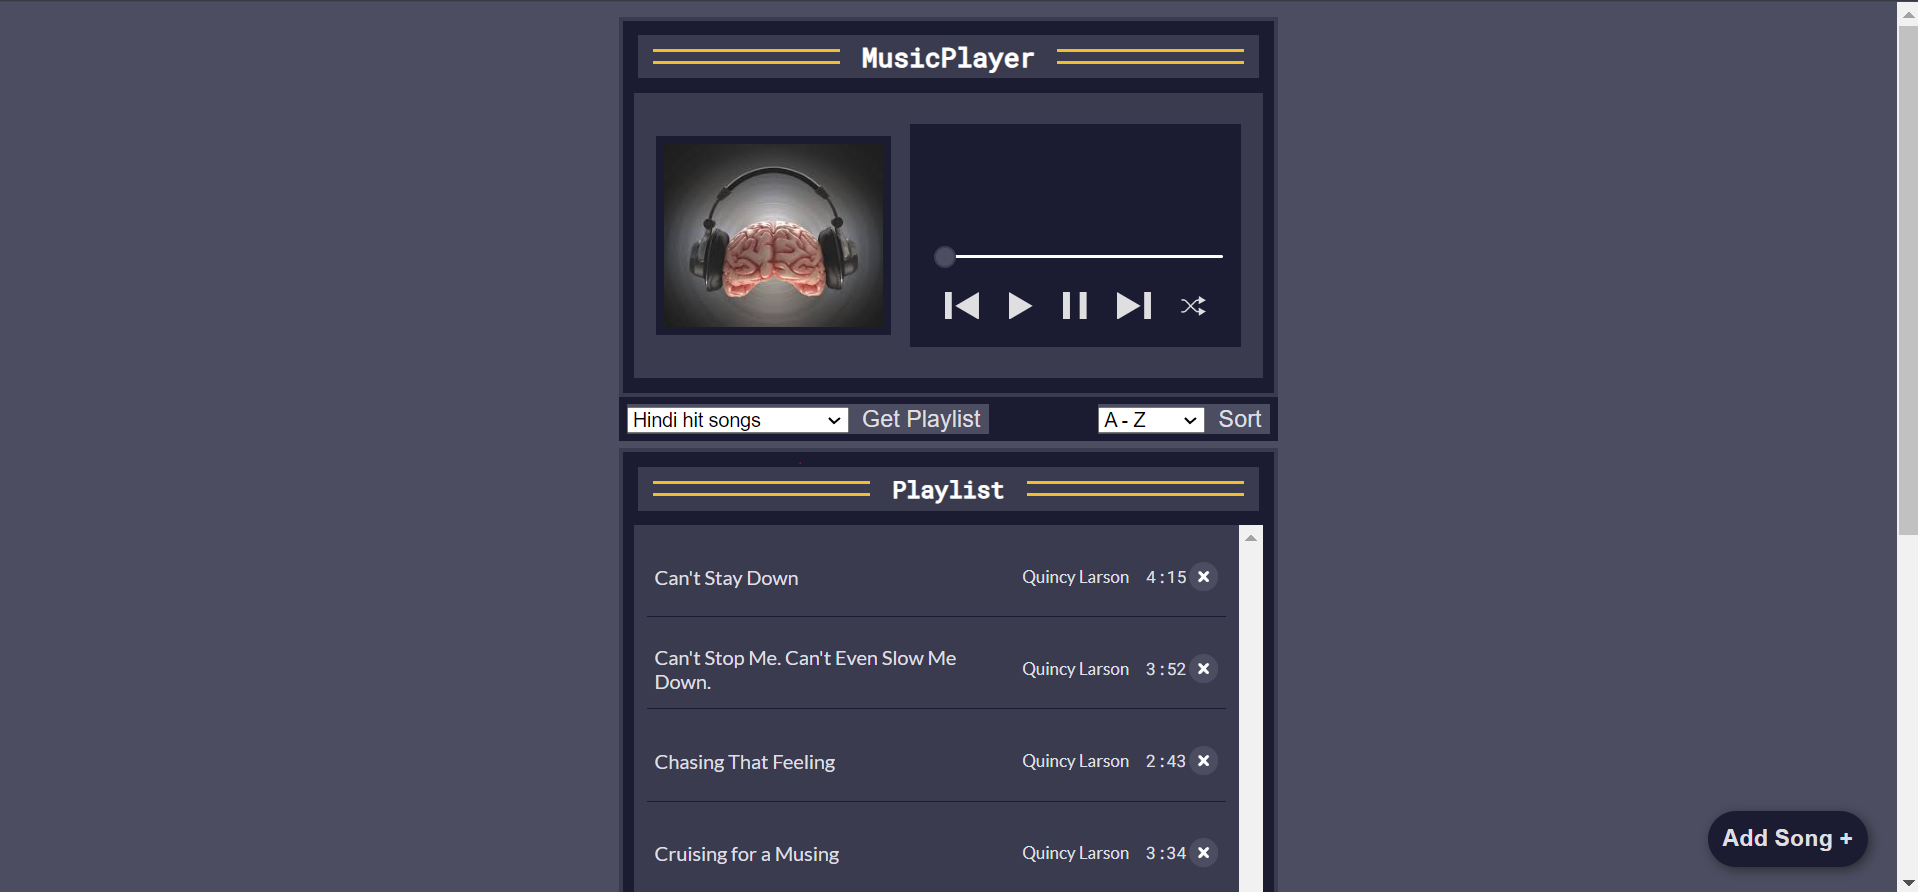 MusicPlayer
Hindi hit songs Get Playlist A - Z Sort
Playlist
Can't Stay Down Quincy Larson 4:15
Can't Stop Me. Can't Even Slow Me
Down. Quincy Larson 3:52
Chasing That Feeling Quincy Larson 2:43
Cruising for a Musing Quincy Larson 3:34
Add Song +